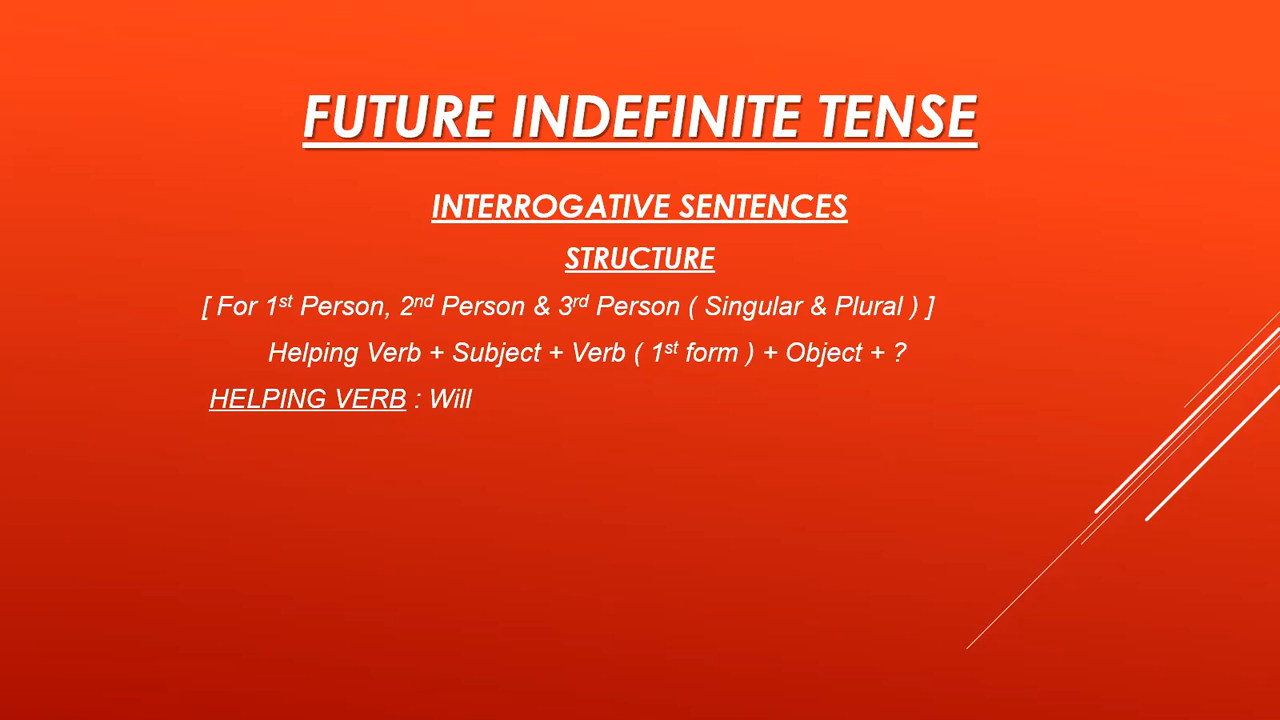 FUTURE INDEFINITE TENSE
INTERROGATIVE SENTENCES
STRUCTURE
[ For 1st Person, 2nd Person & 3rd Person ( Singular & Plural ) ]
Helping Verb + Subject + Verb ( 1st form ) + Object + ?
HELPING VERB : Will